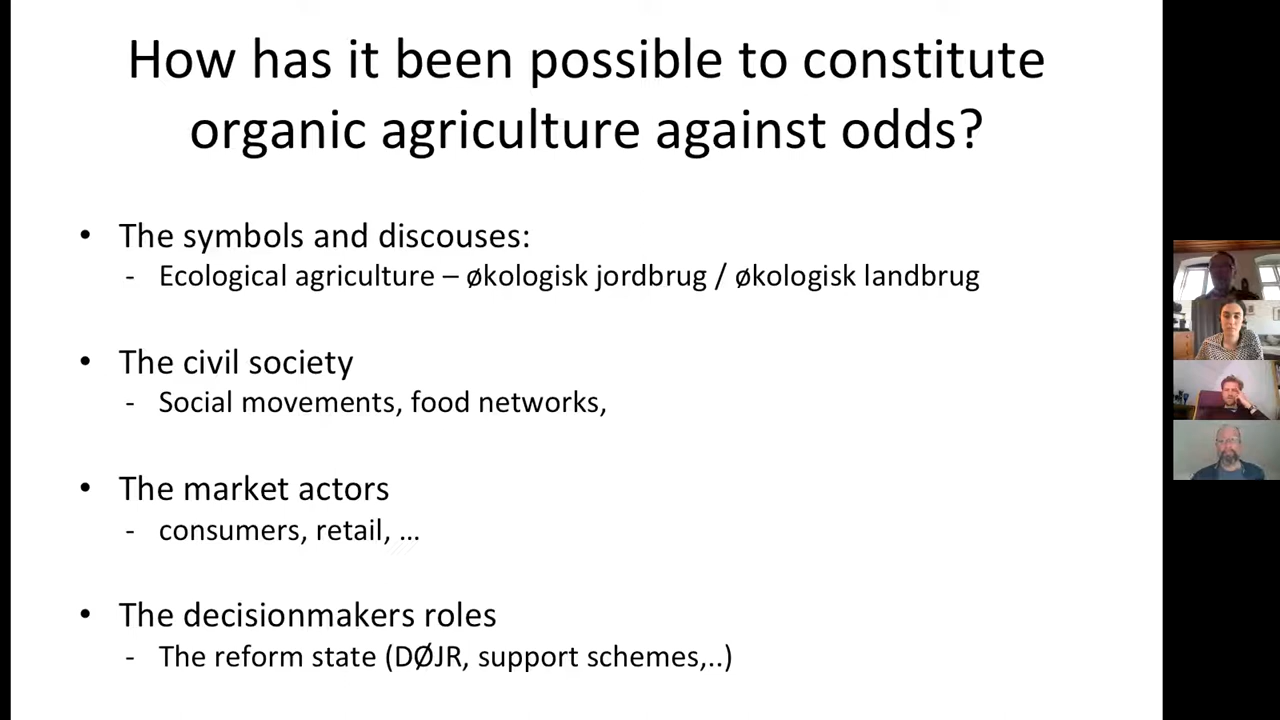 How has it been possible to constitute
organic agriculture against odds?
• The symbols and discouses:
- Ecological agriculture – økologisk jordbrug / økologisk landbrug
• The civil society
- Social movements, food networks,
• The market actors
- consumers, retail, ...
• The decisionmakers roles
- The reform state (DØJR, support schemes,..)